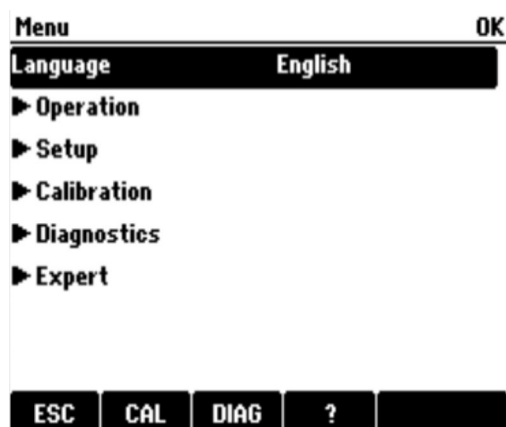 Menu OK
Language English
Operation
Setup
Calibration
Diagnostics
Expert
ESC CAL DIAG ?